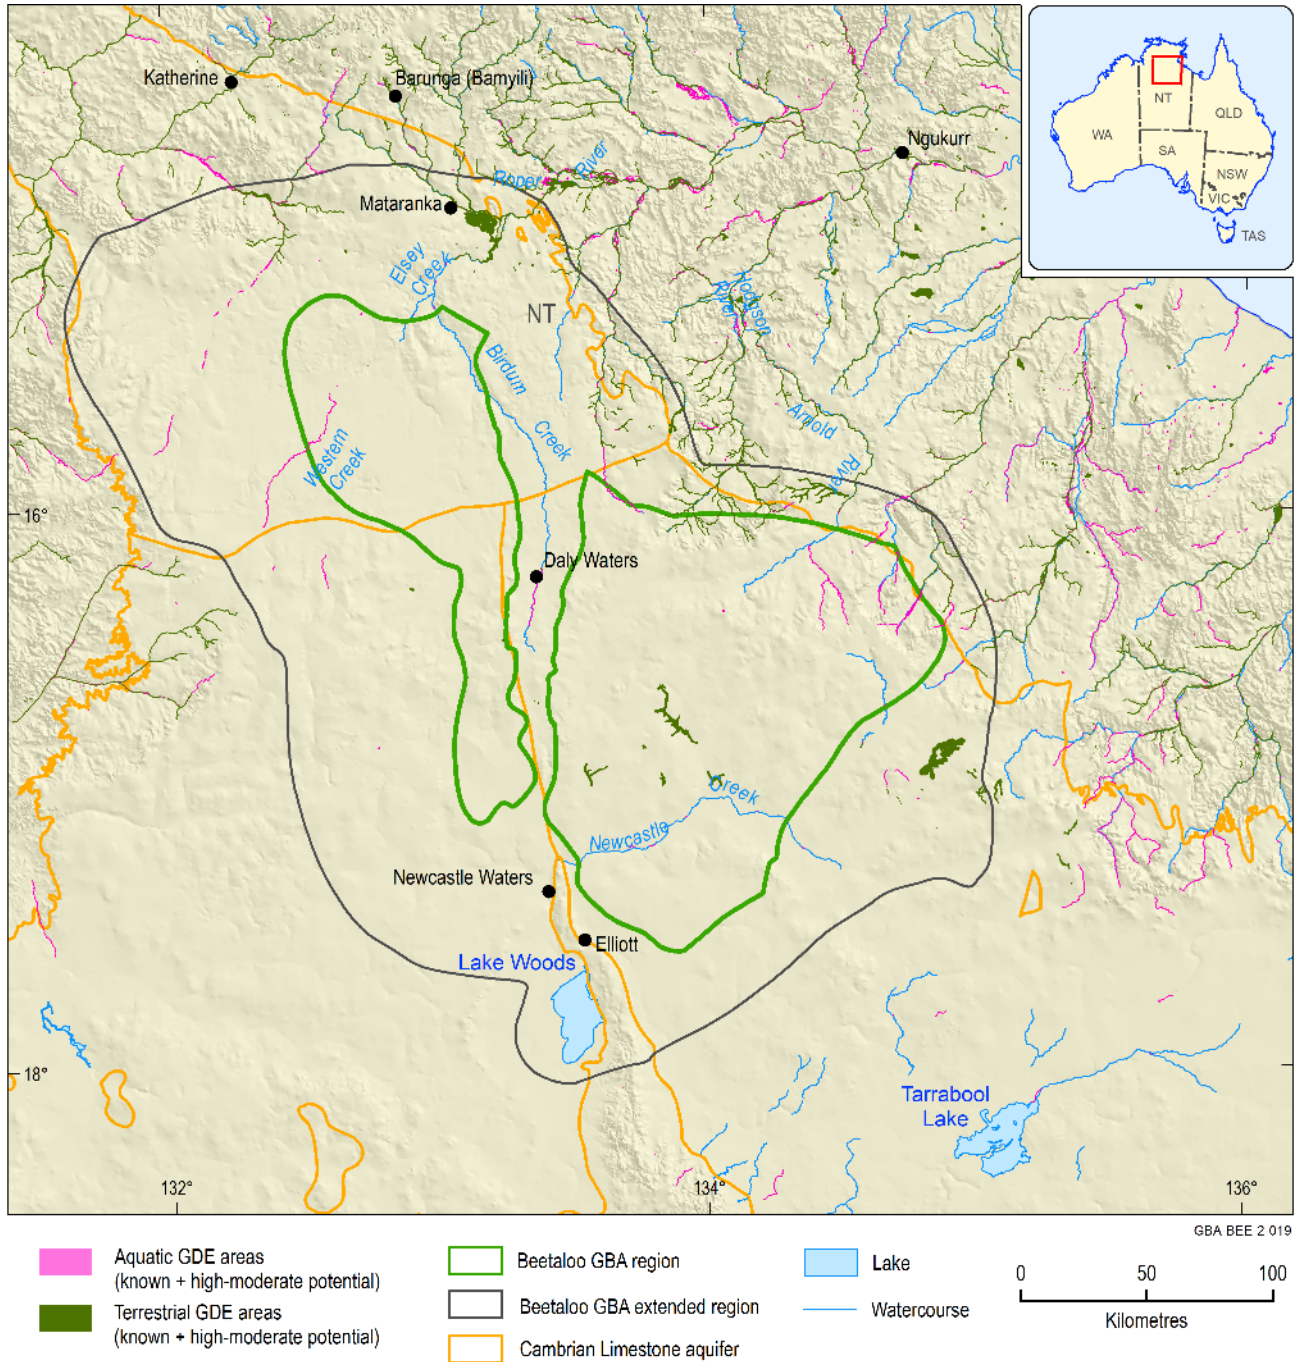 Katherine
Barunga (Bamyili)
Ngukurr
Roper
River
Mataranka
Elsey
Creek
NT
Hodgson
River
Birdum
Creek
Arnold
River
Western
Creek
16°
Daly Waters
Newcastle
Creek
Newcastle Waters
Elliott
Lake Woods
18°
Tarrabool
Lake
132°
134°
136°
WA
NT
QLD
SA
NSW
VIC
TAS
GBA BEE 2 019
Aquatic GDE areas
(known + high-moderate potential)
Terrestrial GDE areas
(known + high-moderate potential)
Beetaloo GBA region
Beetaloo GBA extended region
Cambrian Limestone aquifer
Lake
Watercourse
0 50 100
Kilometres